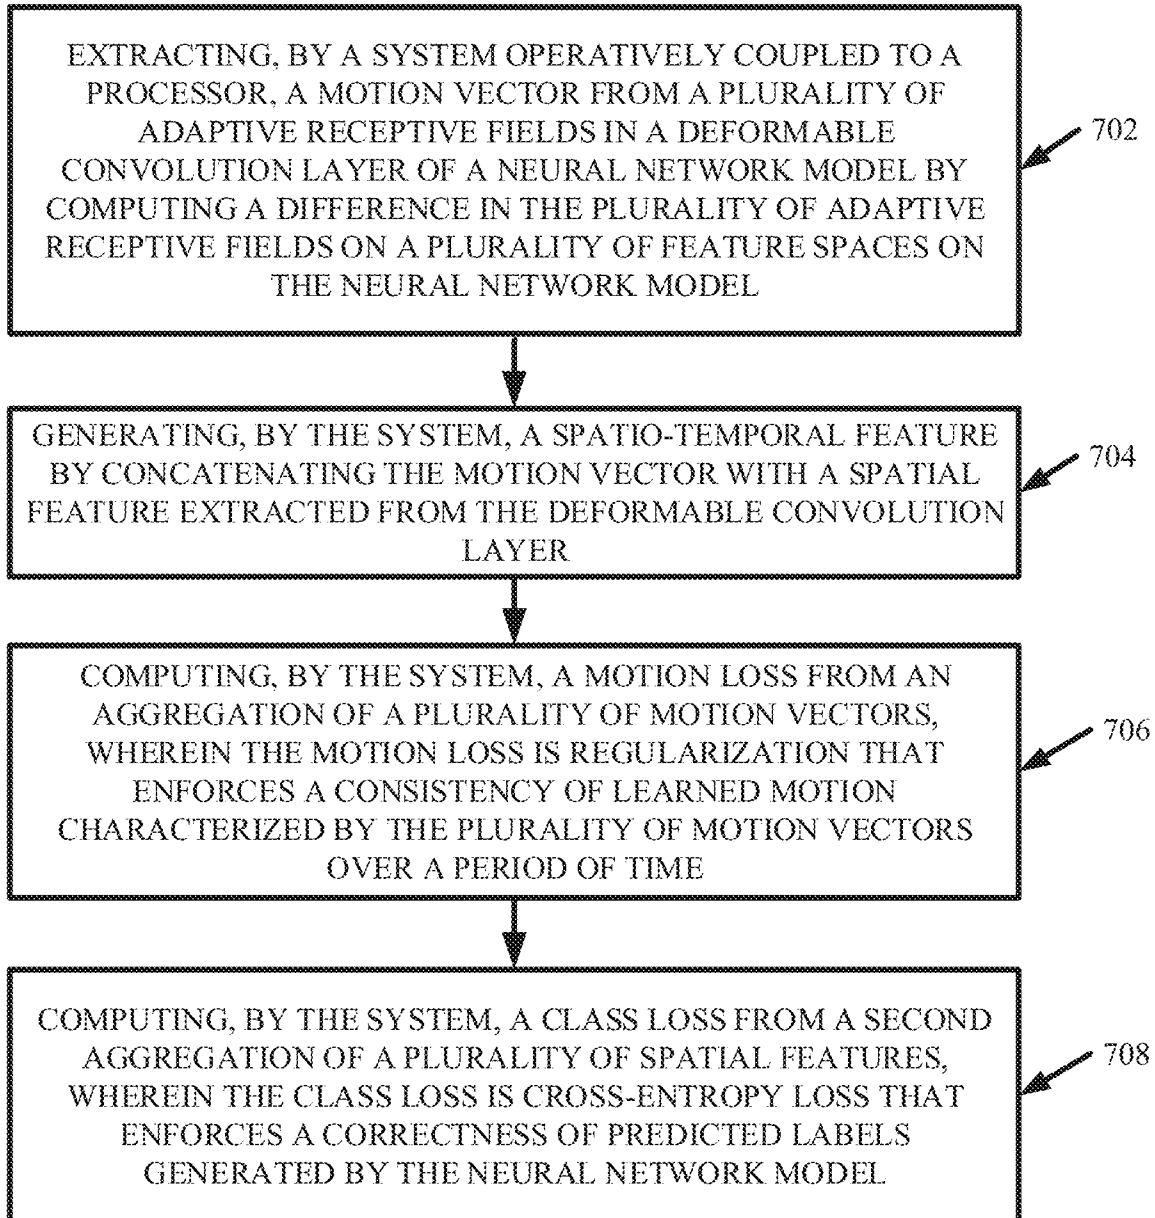 EXTRACTING, BY A SYSTEM OPERATIVELY COUPLED TO A
PROCESSOR, A MOTION VECTOR FROM A PLURALITY OF
ADAPTIVE RECEPTIVE FIELDS IN A DEFORMABLE
CONVOLUTION LAYER OF A NEURAL NETWORK MODEL BY
COMPUTING A DIFFERENCE IN THE PLURALITY OF ADAPTIVE
RECEPTIVE FIELDS ON A PLURALITY OF FEATURE SPACES ON
THE NEURAL NETWORK MODEL
702
GENERATING, BY THE SYSTEM, A SPATIO-TEMPORAL FEATURE
BY CONCATENATING THE MOTION VECTOR WITH A SPATIAL
FEATURE EXTRACTED FROM THE DEFORMABLE CONVOLUTION
LAYER
704
COMPUTING, BY THE SYSTEM, A MOTION LOSS FROM AN
AGGREGATION OF A PLURALITY OF MOTION VECTORS,
WHEREIN THE MOTION LOSS IS REGULARIZATION THAT
ENFORCES A CONSISTENCY OF LEARNED MOTION
CHARACTERIZED BY THE PLURALITY OF MOTION VECTORS
OVER A PERIOD OF TIME
706
COMPUTING, BY THE SYSTEM, A CLASS LOSS FROM A SECOND
AGGREGATION OF A PLURALITY OF SPATIAL FEATURES,
WHEREIN THE CLASS LOSS IS CROSS-ENTROPY LOSS THAT
ENFORCES A CORRECTNESS OF PREDICTED LABELS
GENERATED BY THE NEURAL NETWORK MODEL
708